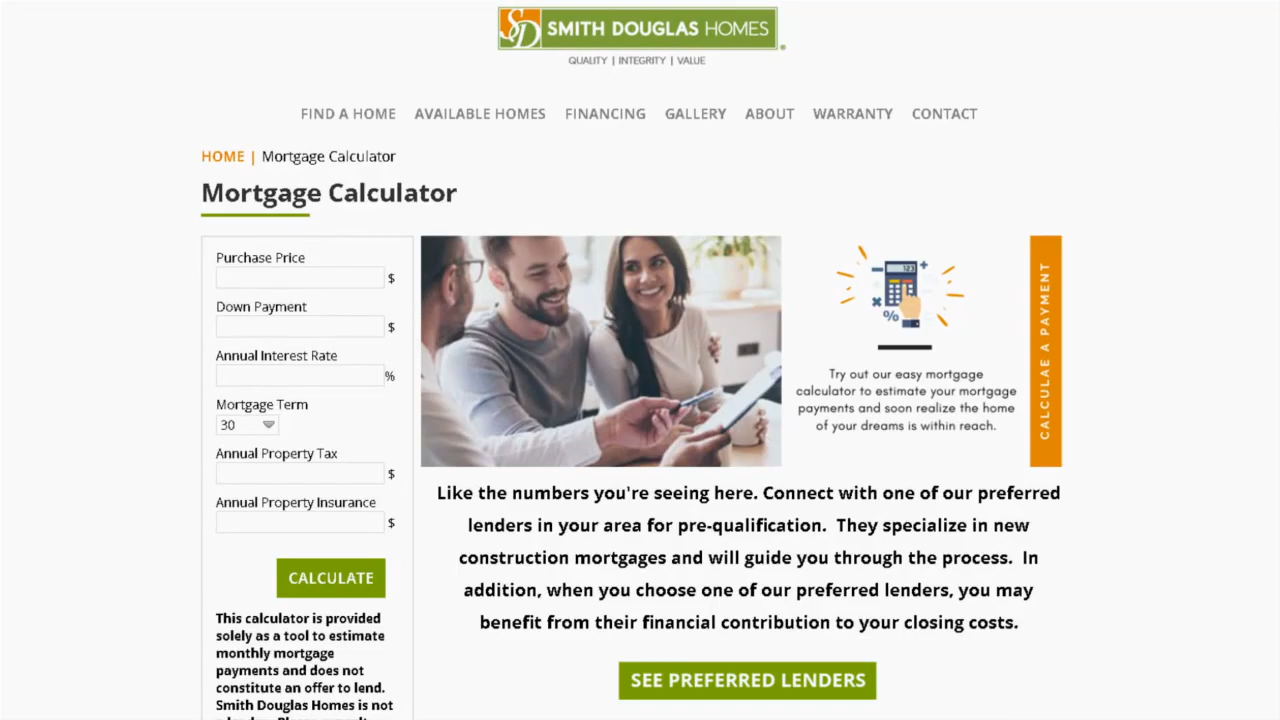 SD SMITH DOUGLAS HOMES
QUALITY | INTEGRITY | VALUE
FIND A HOME AVAILABLE HOMES FINANCING GALLERY ABOUT WARRANTY CONTACT
HOME | Mortgage Calculator
Mortgage Calculator
Purchase Price
$
Down Payment
$
Annual Interest Rate
%
Mortgage Term
30
Annual Property Tax
$
Annual Property Insurance
$
CALCULATE
This calculator is provided
solely as a tool to estimate
monthly mortgage
payments and does not
constitute an offer to lend.
Smith Douglas Homes is not
123
%
Try out our easy mortgage
calculator to estimate your mortgage
payments and soon realize the home
of your dreams is within reach.
CALCULAE A PAYMENT
Like the numbers you're seeing here. Connect with one of our preferred
lenders in your area for pre-qualification. They specialize in new
construction mortgages and will guide you through the process. In
addition, when you choose one of our preferred lenders, you may
benefit from their financial contribution to your closing costs.
SEE PREFERRED LENDERS